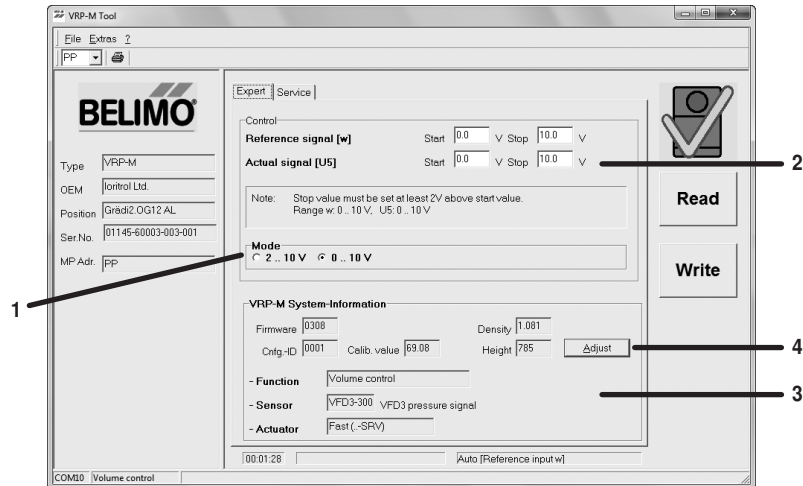 VRP-M Tool
File Extras ?
PP
BELIMO®
Type VRP-M
OEM Ioritrol Ltd.
Position Grädi2.OG12 AL
Ser.No. 01145-60003-003-001
MP Adr. PP
Expert Service
Control
Reference signal [w] Start 0.0 V Stop 10.0 V
Actual signal [U5] Start 0.0 V Stop 10.0 V
Note: Stop value must be set at least 2V above start value.
Range w: 0 .. 10 V, U5: 0 .. 10 V
Mode
2 .. 10 V 0 .. 10 V
VRP-M System-Information
Firmware 0308 Density 1.081
Cnfg.-ID 0001 Calib. value 69.08 Height 785 Adjust
- Function Volume control
- Sensor VFD3-300 VFD3 pressure signal
- Actuator Fast (..-SRV)
00:01:28 Auto [Reference input w]
Read
Write
COM10 Volume control
1
2
4
3